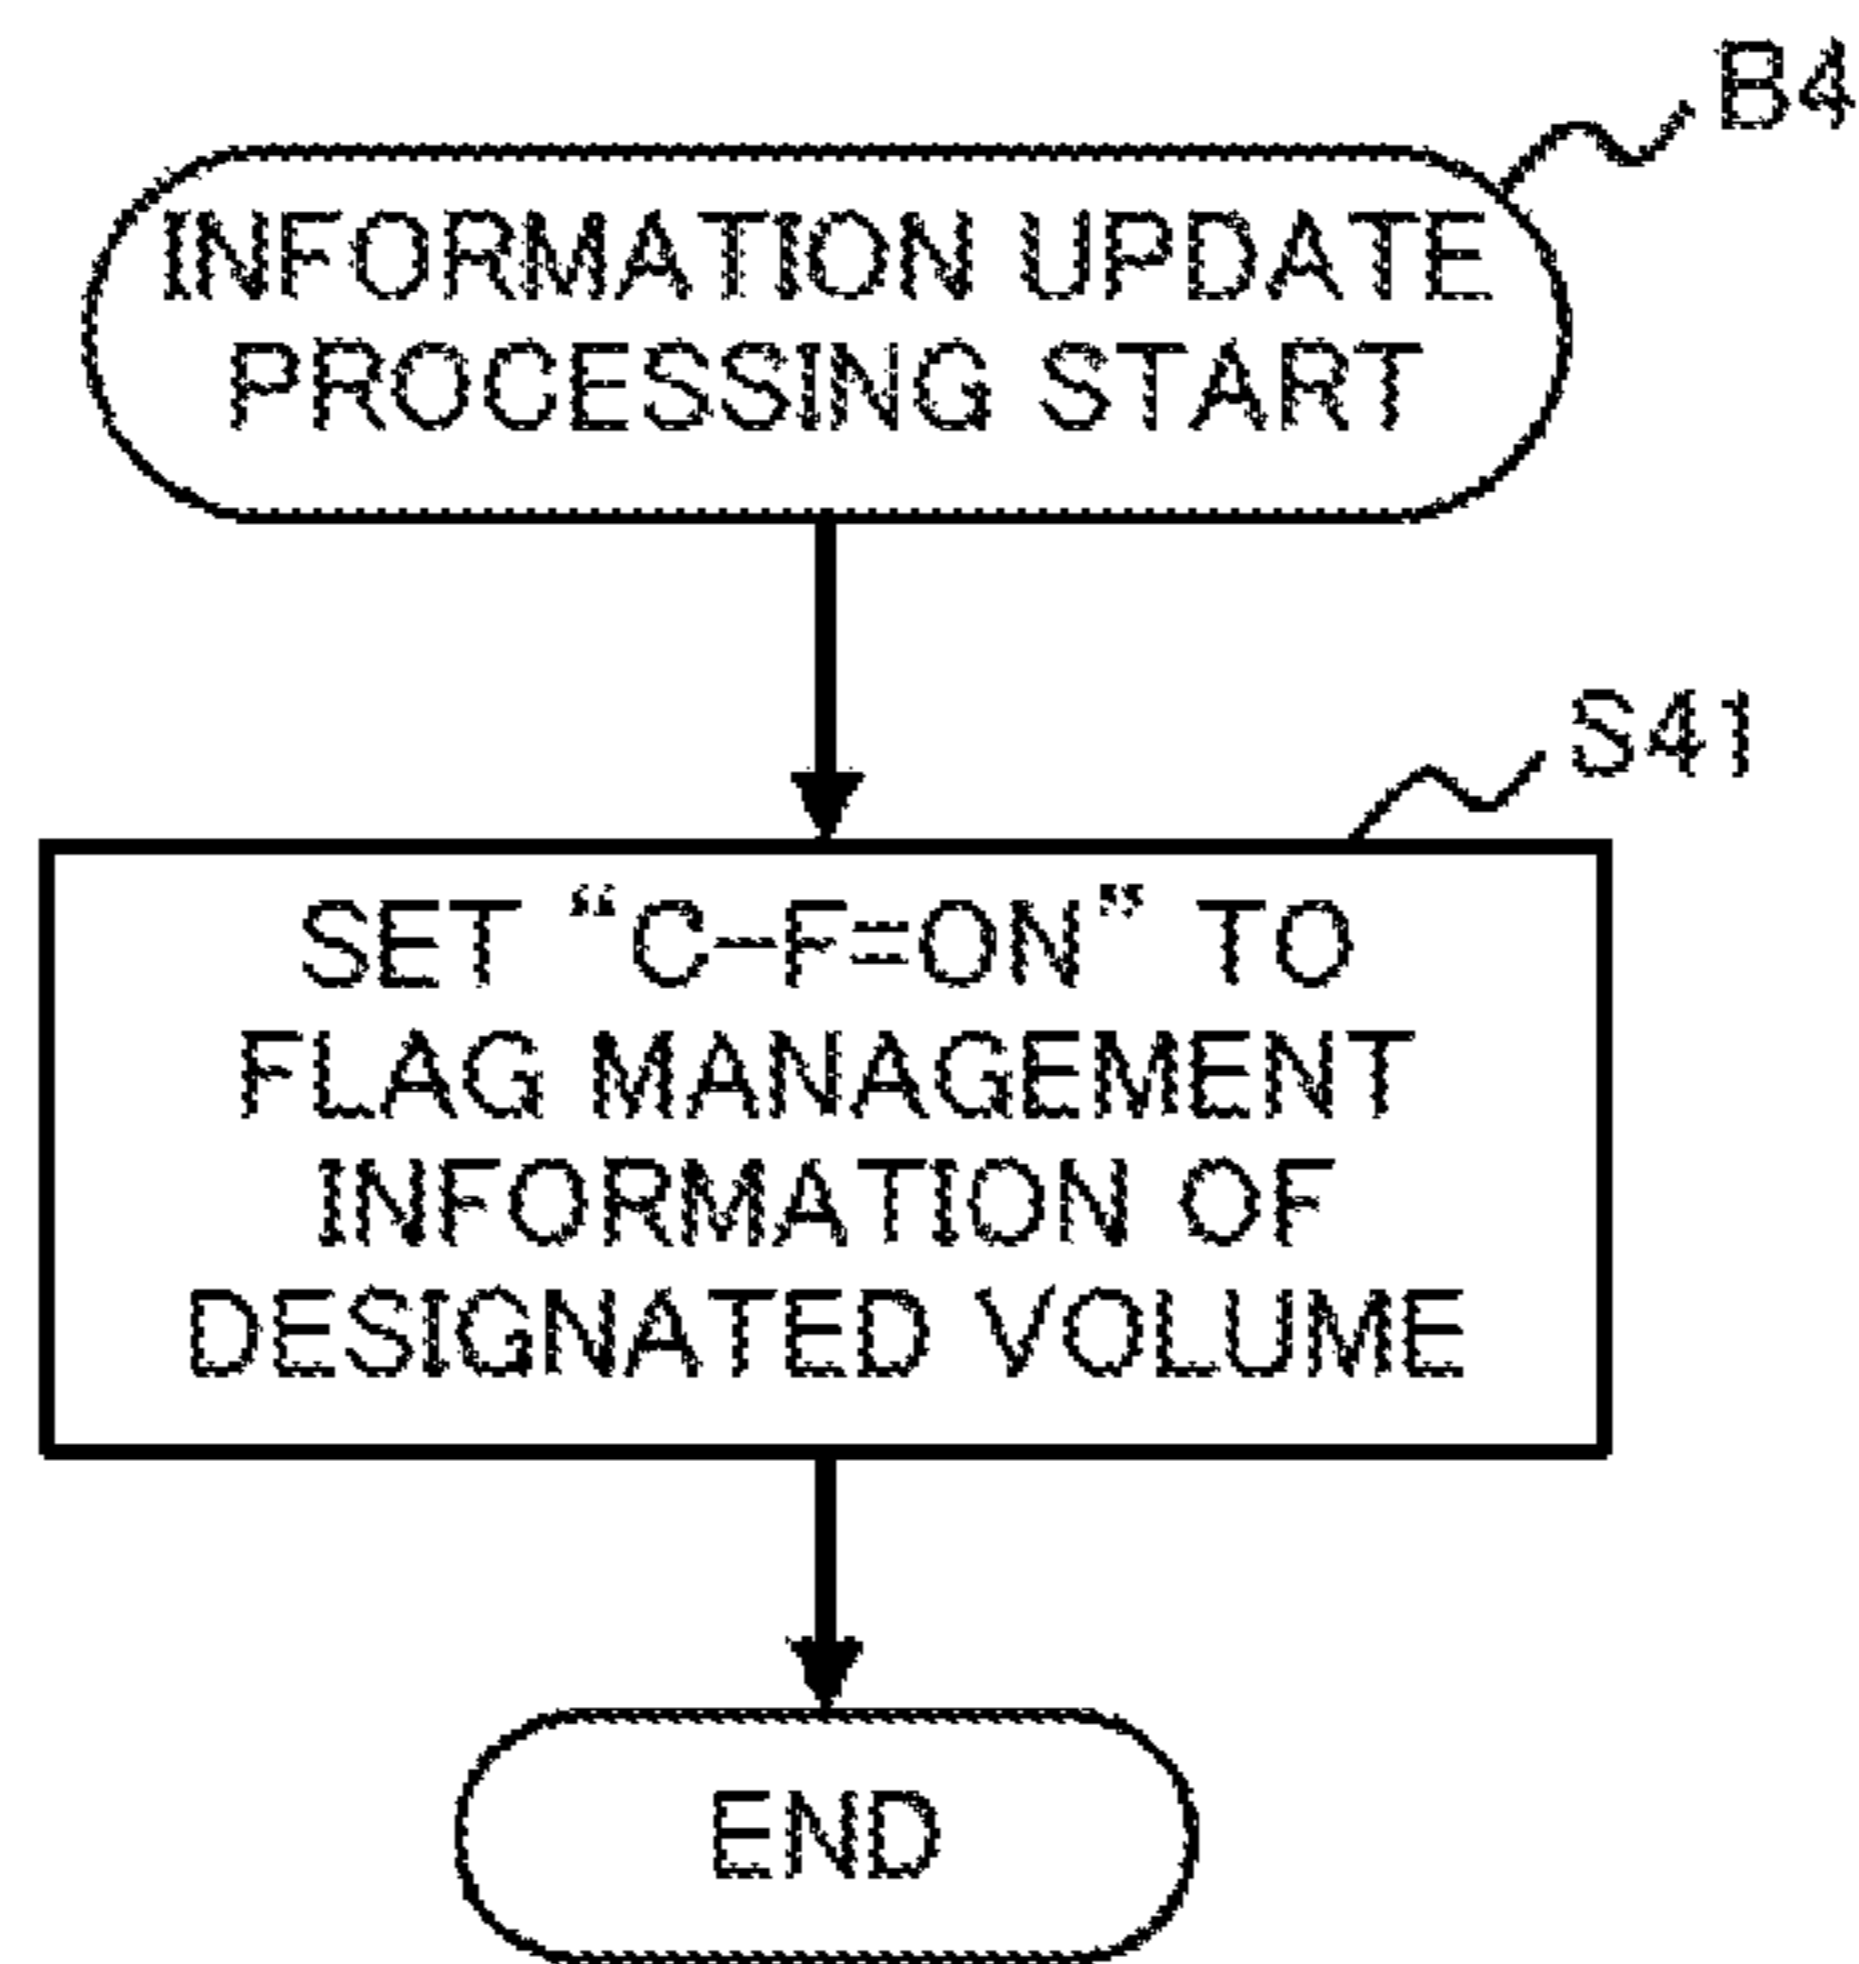 B4
INFORMATION UPDATE
PROCESSING START
S41
SET “C−F=ON” TO
FLAG MANAGEMENT
INFORMATION OF
DESIGNATED VOLUME
END